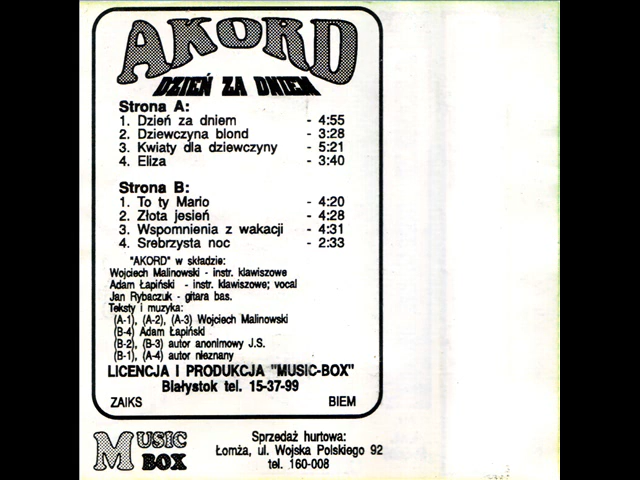 AKORD
DZIEŃ ZA DNIEM
Strona A:
1. Dzień za dniem - 4:55
2. Dziewczyna blond - 3:28
3. Kwiaty dla dziewczyny - 5:21
4. Eliza - 3:40
Strona B:
1. To ty Mario - 4:20
2. Złota jesień - 4:28
3. Wspomnienia z wakacji - 4:31
4. Srebrzysta noc - 2:33
"AKORD" w składzie:
Wojciech Malinowski - instr. klawiszowe
Adam Łapiński - instr. klawiszowe; vocal
Jan Rybaczuk - gitara bas.
Teksty i muzyka:
(A-1), (A-2), (A-3) Wojciech Malinowski
(B-4) Adam Łapiński
(B-2), (B-3) autor anonimowy J.S.
(B-1), (A-4) autor nieznany
LICENCJA I PRODUKCJA "MUSIC-BOX"
Białystok tel. 15-37-99
ZAIKS BIEM
MUSIC BOX
Sprzedaż hurtowa:
Łomża, ul. Wojska Polskiego 92
tel. 160-008